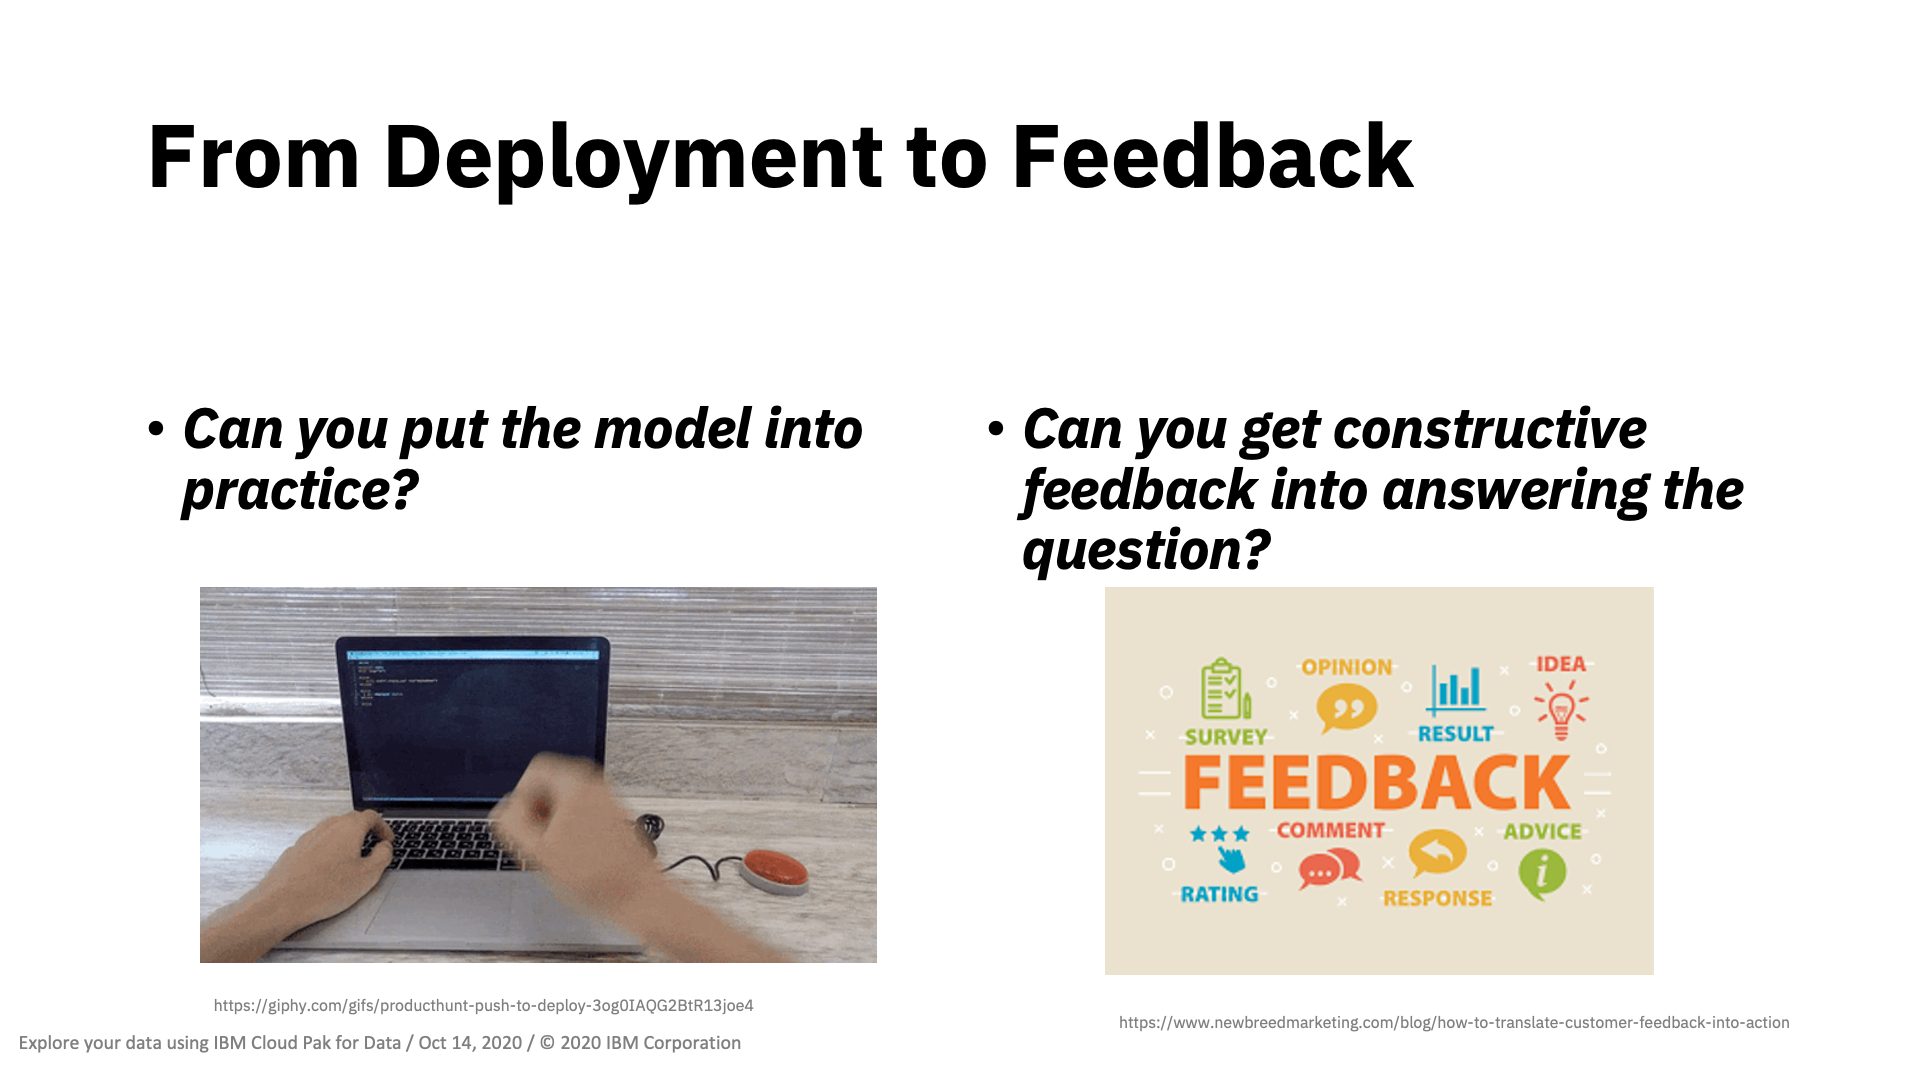 From Deployment to Feedback
• Can you put the model into
practice?
• Can you get constructive
feedback into answering the
question?
SURVEY
OPINION
RESULT
IDEA
FEEDBACK
RATING
COMMENT
RESPONSE
ADVICE
https://giphy.com/gifs/producthunt-push-to-deploy-3og0IAQG2BtR13joe4
https://www.newbreedmarketing.com/blog/how-to-translate-customer-feedback-into-action
Explore your data using IBM Cloud Pak for Data / Oct 14, 2020 / © 2020 IBM Corporation